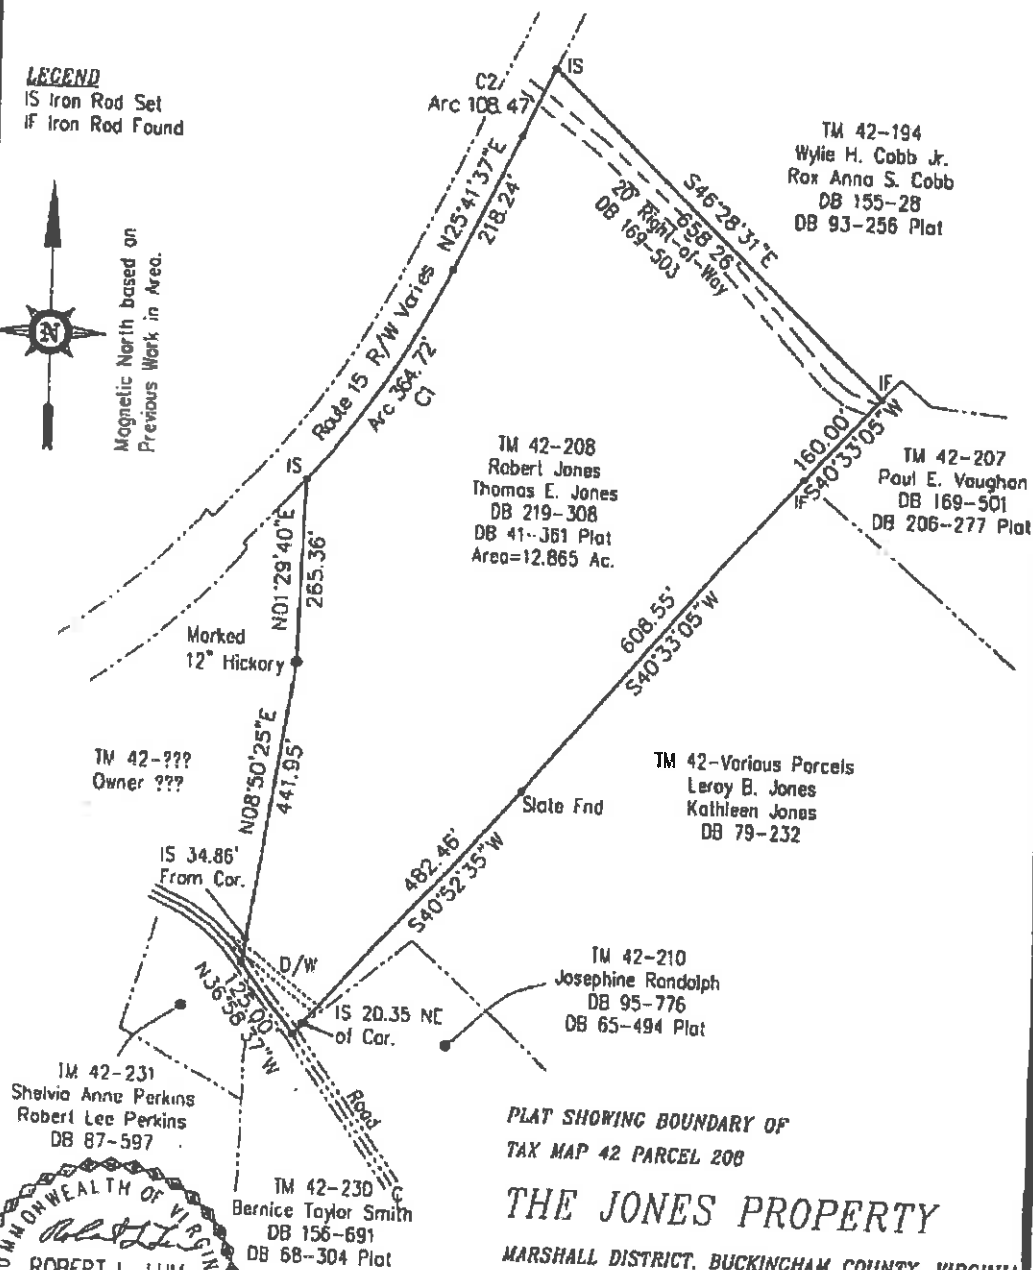 LEGEND
IS Iron Rod Set
IF Iron Rod Found
Magnetic North based on
Previous Work in Area.
N
IS
C2
Arc 108.47'
N25°41'37"E
218.24'
Route 15 R/W Varies
Arc 364.72'
C1
S46°28'31"E
658.26'
20' Right-of-Way
DB 169-503
TM 42-194
Wylie H. Cobb Jr.
Rox Anna S. Cobb
DB 155-28
DB 93-256 Plat
IF
160.00'
S40°33'05"W
IF
TM 42-207
Paul E. Vaughan
DB 169-501
DB 206-277 Plat
TM 42-208
Robert Jones
Thomas E. Jones
DB 219-308
DB 41-361 Plat
Area=12.865 Ac.
IS
N01°29'40"E
265.36'
Marked
12" Hickory
608.55'
S40°33'05"W
TM 42-???
Owner ???
N08°50'25"E
441.95'
Slate Fnd
TM 42-Various Parcels
Leroy B. Jones
Kathleen Jones
DB 79-232
482.46'
S40°52'35"W
IS 34.86'
From Cor.
D/W
125.00'
N36°58'37"W
IS 20.35 NE
of Cor.
TM 42-210
Josephine Randolph
DB 95-776
DB 65-494 Plat
TM 42-231
Shelvia Anne Perkins
Robert Lee Perkins
DB 87-597
Road
TM 42-230
Bernice Taylor Smith
DB 156-691
DB 68-304 Plat
PLAT SHOWING BOUNDARY OF
TAX MAP 42 PARCEL 208
THE JONES PROPERTY
MARSHALL DISTRICT, BUCKINGHAM COUNTY, VIRGINIA
COMMONWEALTH OF VIRGIN
ROBERT L. LUM